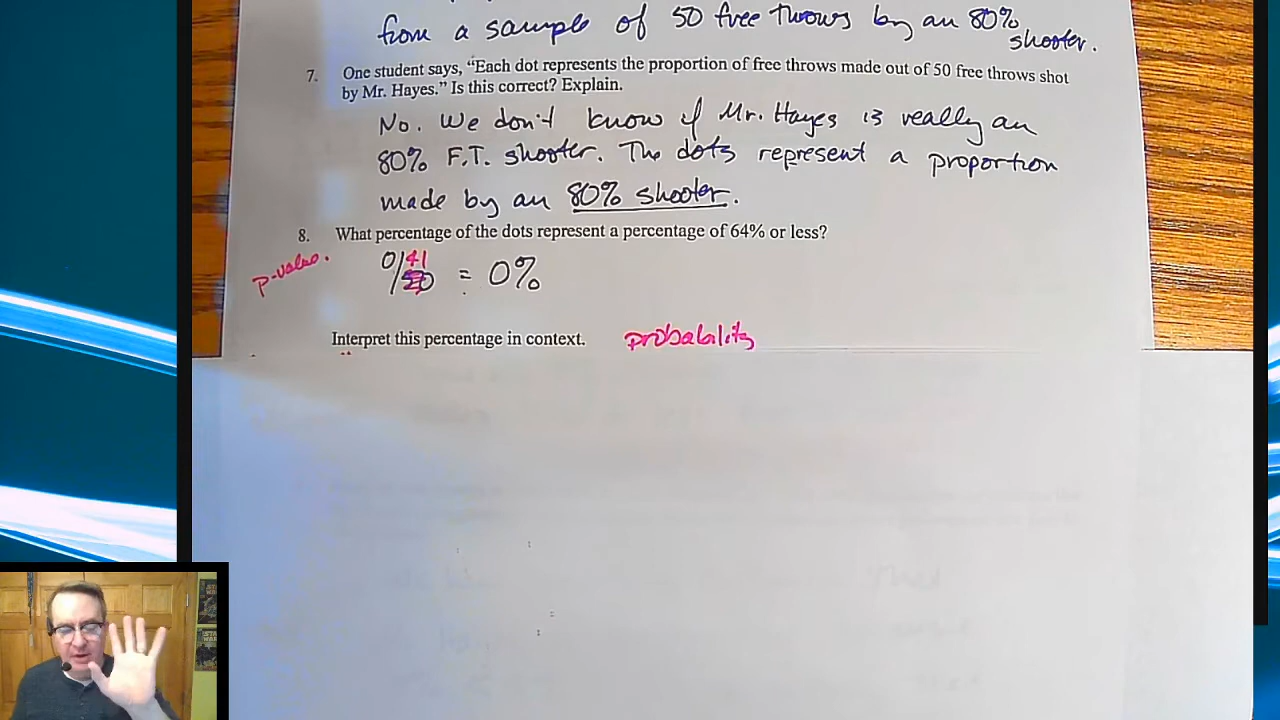 from a sample of 50 free throws by an 80%
shooter.
7. One student says, “Each dot represents the proportion of free throws made out of 50 free throws shot
by Mr. Hayes.” Is this correct? Explain.
No. We don't know if Mr. Hayes is really an
80% F.T. shooter. The dots represent a proportion
made by an 80% shooter.
8. What percentage of the dots represent a percentage of 64% or less?
p-value.
0/41 = 0%
Interpret this percentage in context. probability